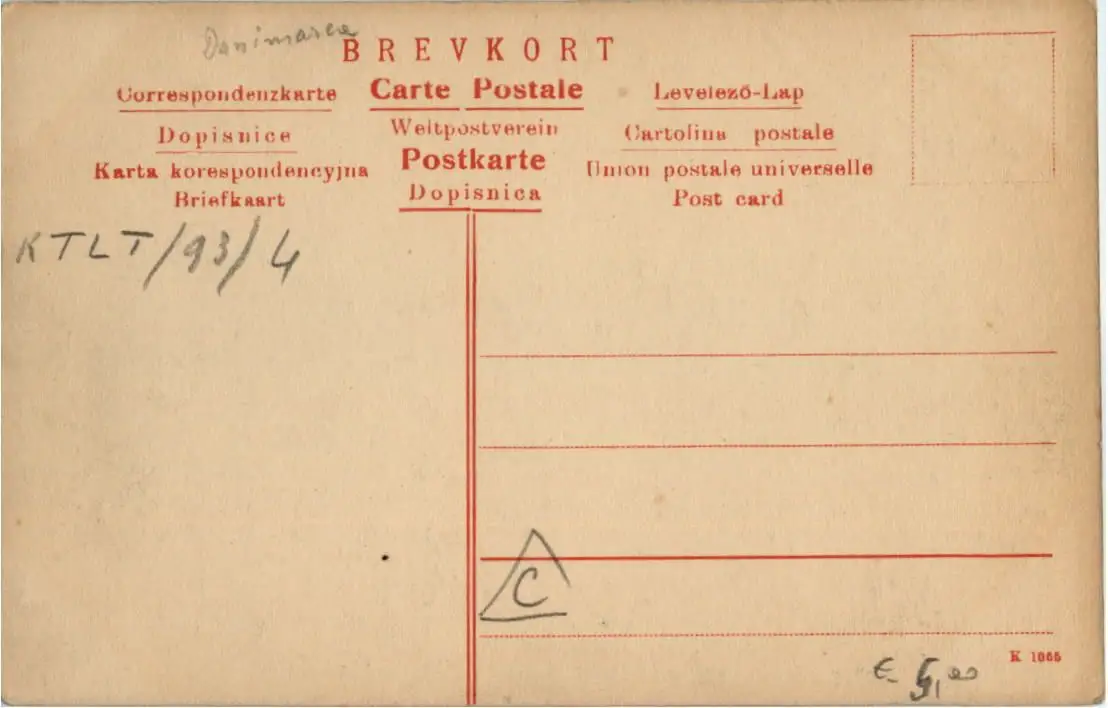 Danimarca
BREVKORT
Correspondenzkarte Carte Postale Levelező-Lap
Dopisnice Weltpostverein Cartolina postale
Karta korespondencyjna Postkarte Union postale universelle
Briefkaart Dopisnica Post card
KTLT/93/4
C
K 1055
€ 5,00